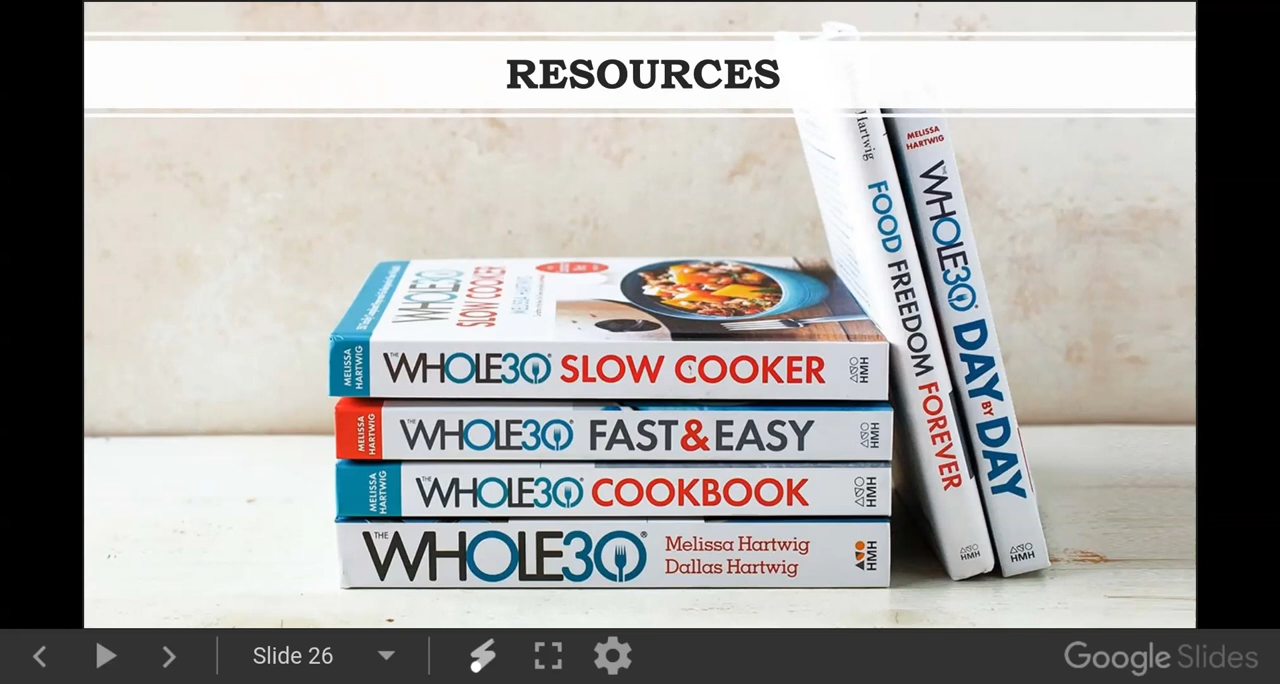 RESOURCES
Hartwig
FOOD FREEDOM FOREVER
HMH
MELISSA
HARTWIG
THE WHOLE30® DAY BY DAY
HMH
WHOLE30
SLOW COOKER
MELISSA HARTWIG
MELISSA
HARTWIG
THE WHOLE30® SLOW COOKER
HMH
MELISSA
HARTWIG
THE WHOLE30® FAST&EASY
HMH
MELISSA
HARTWIG
THE WHOLE30® COOKBOOK
HMH
THE WHOLE30®
Melissa Hartwig
Dallas Hartwig
HMH
Slide 26
Google Slides